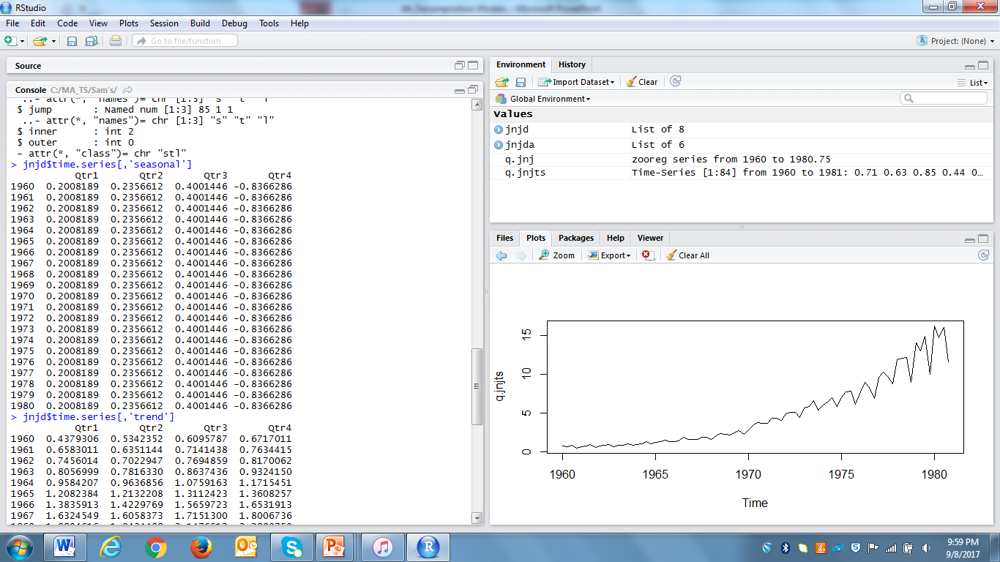 RStudio
04_Decomposition Models - Microsoft PowerPoint
File Edit Code View Plots Session Build Debug Tools Help
Go to file/function
Project: (None)
Source
Console C:/MA_TS/Sam's/
..- attr(*, "names")= chr [1:3] "s" "t" "l"
$ jump : Named num [1:3] 85 1 1
..- attr(*, "names")= chr [1:3] "s" "t" "l"
$ inner : int 2
$ outer : int 0
- attr(*, "class")= chr "stl"
> jnjd$time.series[,'seasonal']
Qtr1 Qtr2 Qtr3 Qtr4
1960 0.2008189 0.2356612 0.4001446 -0.8366286
1961 0.2008189 0.2356612 0.4001446 -0.8366286
1962 0.2008189 0.2356612 0.4001446 -0.8366286
1963 0.2008189 0.2356612 0.4001446 -0.8366286
1964 0.2008189 0.2356612 0.4001446 -0.8366286
1965 0.2008189 0.2356612 0.4001446 -0.8366286
1966 0.2008189 0.2356612 0.4001446 -0.8366286
1967 0.2008189 0.2356612 0.4001446 -0.8366286
1968 0.2008189 0.2356612 0.4001446 -0.8366286
1969 0.2008189 0.2356612 0.4001446 -0.8366286
1970 0.2008189 0.2356612 0.4001446 -0.8366286
1971 0.2008189 0.2356612 0.4001446 -0.8366286
1972 0.2008189 0.2356612 0.4001446 -0.8366286
1973 0.2008189 0.2356612 0.4001446 -0.8366286
1974 0.2008189 0.2356612 0.4001446 -0.8366286
1975 0.2008189 0.2356612 0.4001446 -0.8366286
1976 0.2008189 0.2356612 0.4001446 -0.8366286
1977 0.2008189 0.2356612 0.4001446 -0.8366286
1978 0.2008189 0.2356612 0.4001446 -0.8366286
1979 0.2008189 0.2356612 0.4001446 -0.8366286
1980 0.2008189 0.2356612 0.4001446 -0.8366286
> jnjd$time.series[,'trend']
Qtr1 Qtr2 Qtr3 Qtr4
1960 0.4379306 0.5342352 0.6095787 0.6717011
1961 0.6583011 0.6351144 0.7141438 0.7634415
1962 0.7456014 0.7022947 0.7694859 0.8170062
1963 0.8056999 0.7816330 0.8637436 0.9324150
1964 0.9584207 0.9636856 1.0759163 1.1715451
1965 1.2082384 1.2132208 1.3112423 1.3608257
1966 1.3835913 1.4229769 1.5659723 1.6531913
1967 1.6324549 1.6058373 1.7151300 1.8006736
Environment History
Import Dataset Clear
List
Global Environment
Values
jnjd List of 8
jnjda List of 6
q.jnj zooreg series from 1960 to 1980.75
q.jnjts Time-Series [1:84] from 1960 to 1981: 0.71 0.63 0.85 0.44 0...
Files Plots Packages Help Viewer
Zoom Export Clear All
15
10
5
0
q.jnjts
1960 1965 1970 1975 1980
Time
9:59 PM
9/8/2017